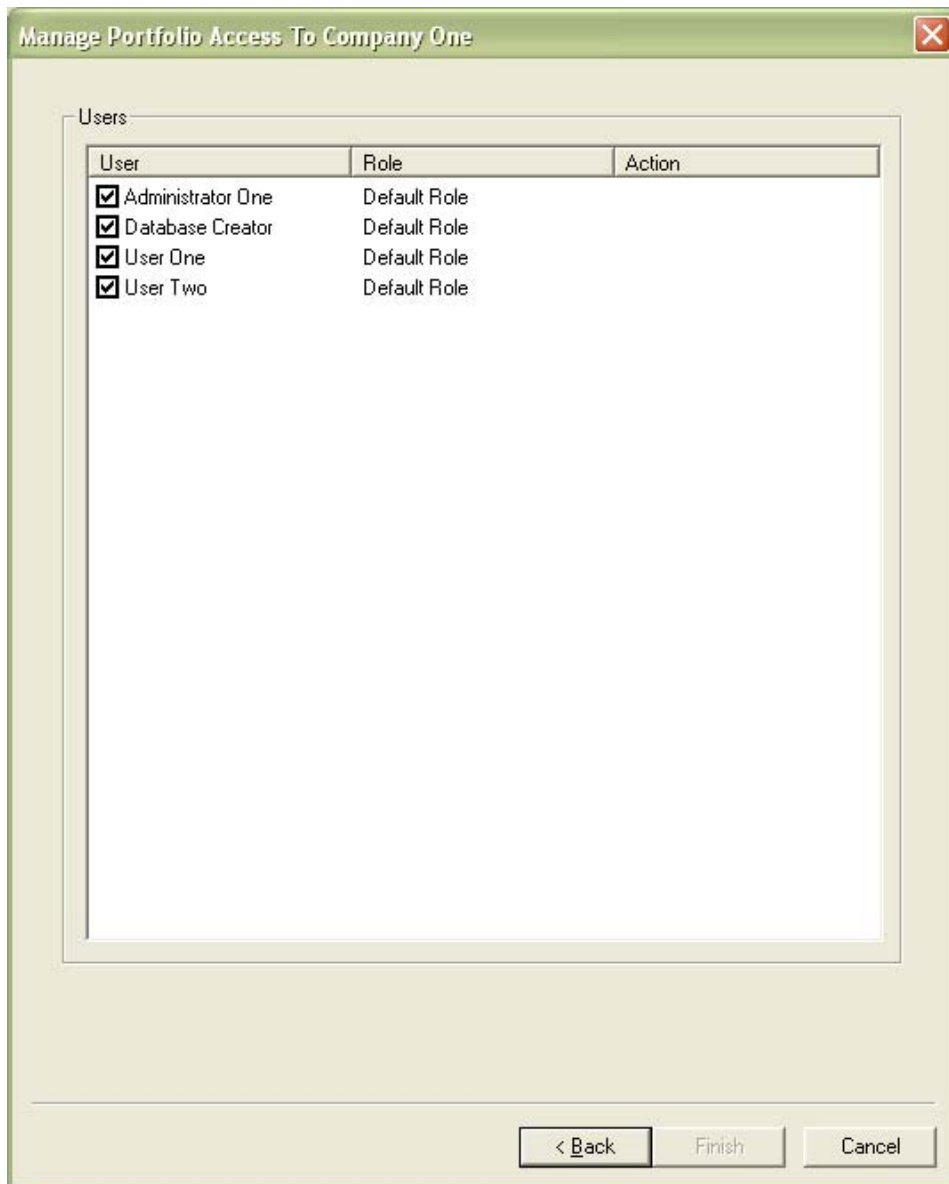 Manage Portfolio Access To Company One
Users
User Role Action
Administrator One Default Role
Database Creator Default Role
User One Default Role
User Two Default Role
< Back Finish Cancel